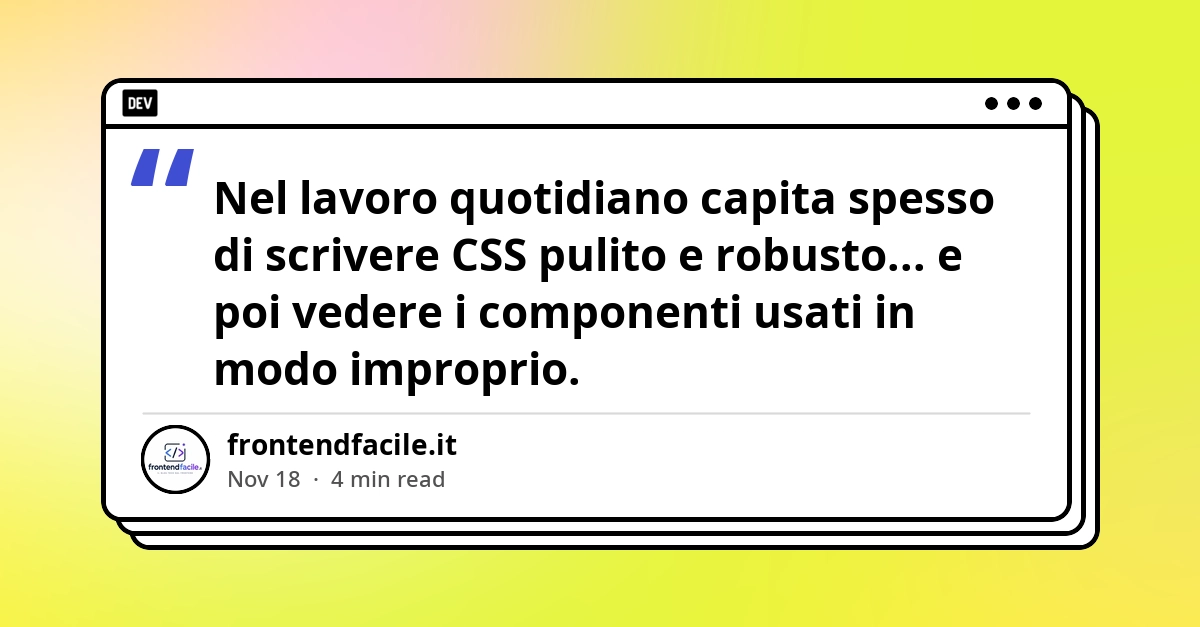 DEV
“
Nel lavoro quotidiano capita spesso
di scrivere CSS pulito e robusto... e
poi vedere i componenti usati in
modo improprio.
</>
frontendfacile.it
frontendfacile.it
Nov 18 · 4 min read